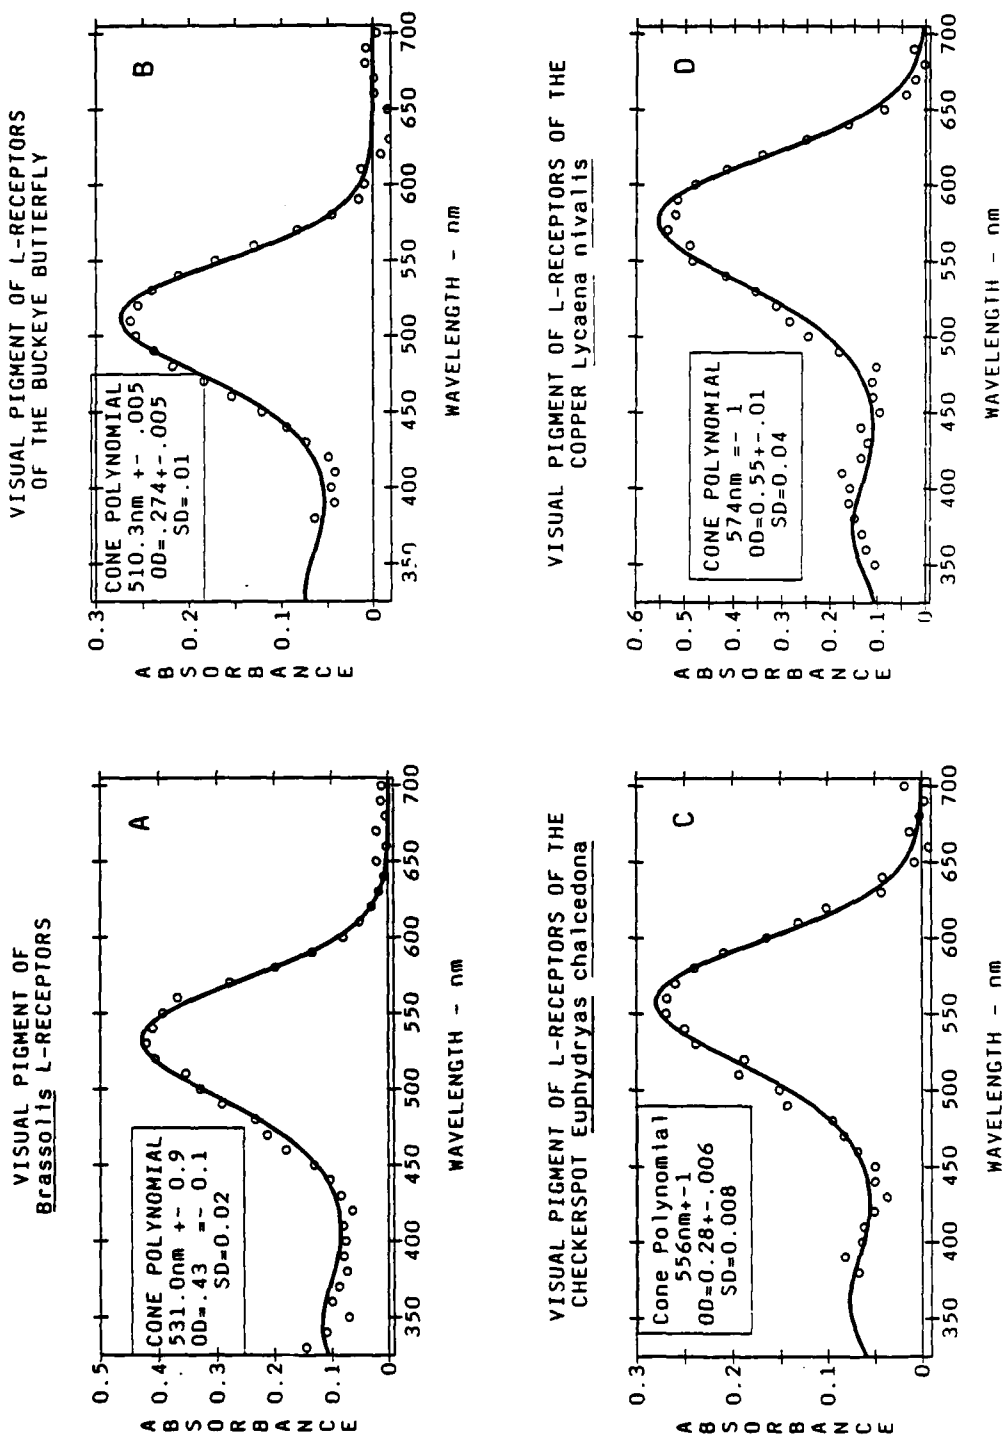 VISUAL PIGMENT OF
Brassolis L-RECEPTORS
A
CONE POLYNOMIAL
531.0nm +- 0.9
OD=.43 =- 0.1
SD=0.02
0.5
0.4
0.3
0.2
0.1
0
ABSORBANCE
350 400 450 500 550 600 650 700
WAVELENGTH - nm
VISUAL PIGMENT OF L-RECEPTORS
OF THE BUCKEYE BUTTERFLY
B
CONE POLYNOMIAL
510.3nm +- .005
OD=.274+-.005
SD=.01
0.3
0.2
0.1
0
ABSORBANCE
350 400 450 500 550 600 650 700
WAVELENGTH - nm
VISUAL PIGMENT OF L-RECEPTORS OF THE
CHECKERSPOT Euphydryas chalcedona
C
Cone Polynomial
556nm+-1
OD=0.28+-.006
SD=0.008
0.3
0.2
0.1
0
ABSORBANCE
350 400 450 500 550 600 650 700
WAVELENGTH - nm
VISUAL PIGMENT OF L-RECEPTORS OF THE
COPPER Lycaena nivalis
D
CONE POLYNOMIAL
574nm =- 1
OD=0.55+-.01
SD=0.04
0.6
0.5
0.4
0.3
0.2
0.1
0
ABSORBANCE
350 400 450 500 550 600 650 700
WAVELENGTH - nm